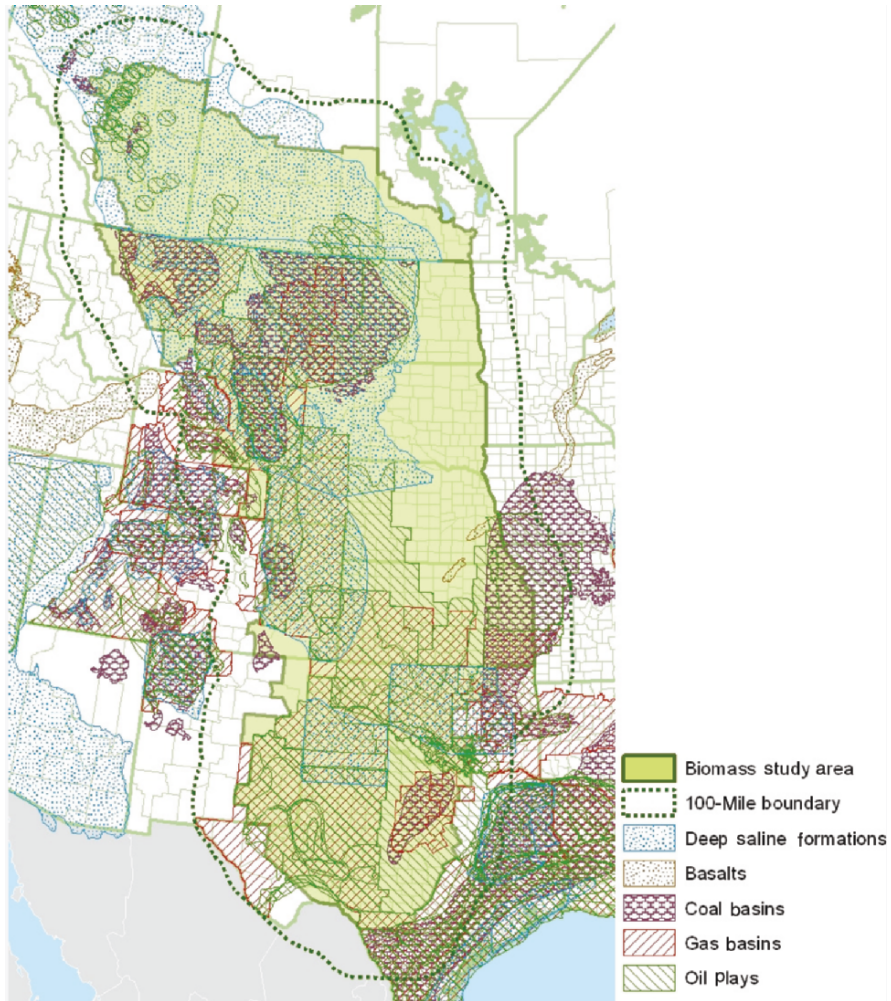 Biomass study area
100-Mile boundary
Deep saline formations
Basalts
Coal basins
Gas basins
Oil plays